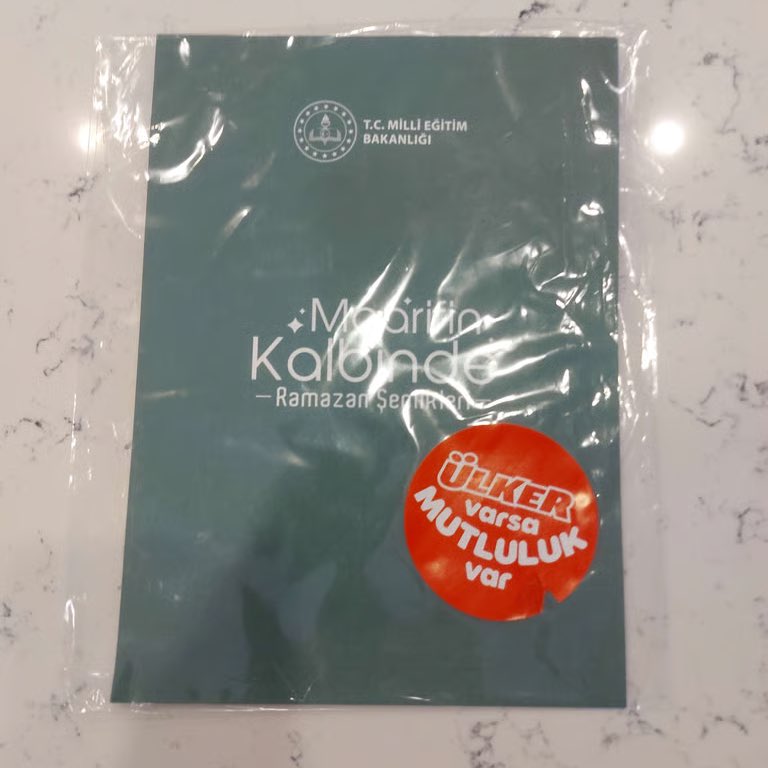 T.C. MİLLİ EĞİTİM
BAKANLIĞI
Maarifin
Kalbinde
Ramazan Şenlikleri
ÜLKER
varsa
MUTLULUK
var